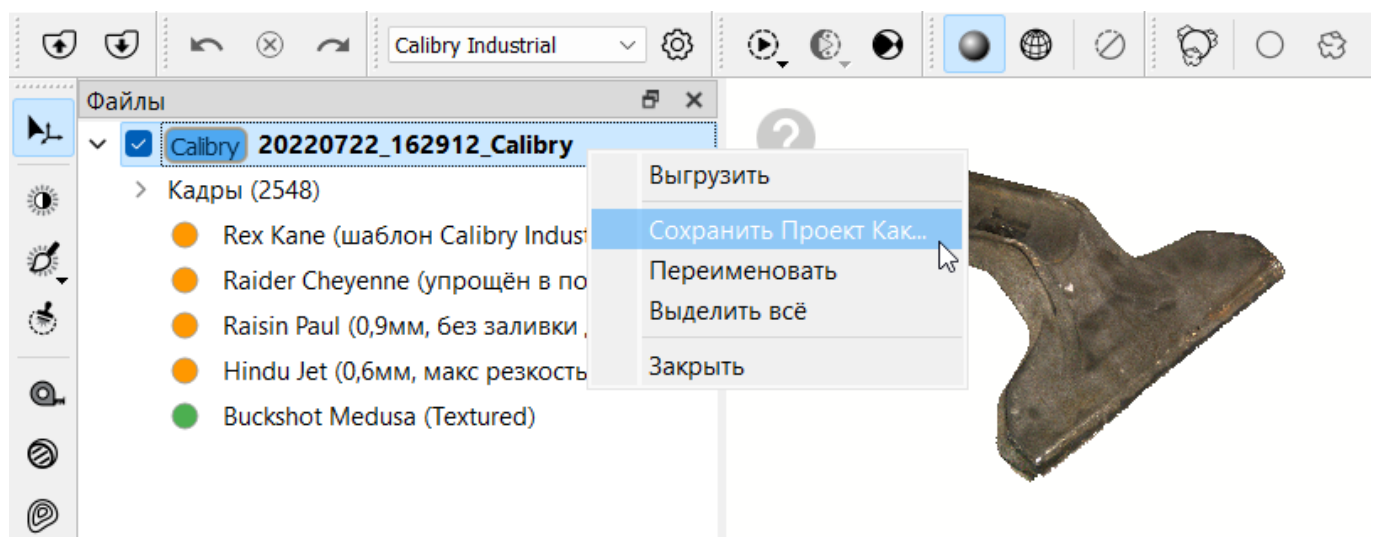 Calibry Industrial
Файлы
Calibry 20220722_162912_Calibry
Кадры (2548)
Rex Kane (шаблон Calibry Indust
Raider Cheyenne (упрощён в по
Raisin Paul (0,9мм, без заливки
Hindu Jet (0,6мм, макс резкость
Buckshot Medusa (Textured)
Выгрузить
Сохранить Проект Как...
Переименовать
Выделить всё
Закрыть
?